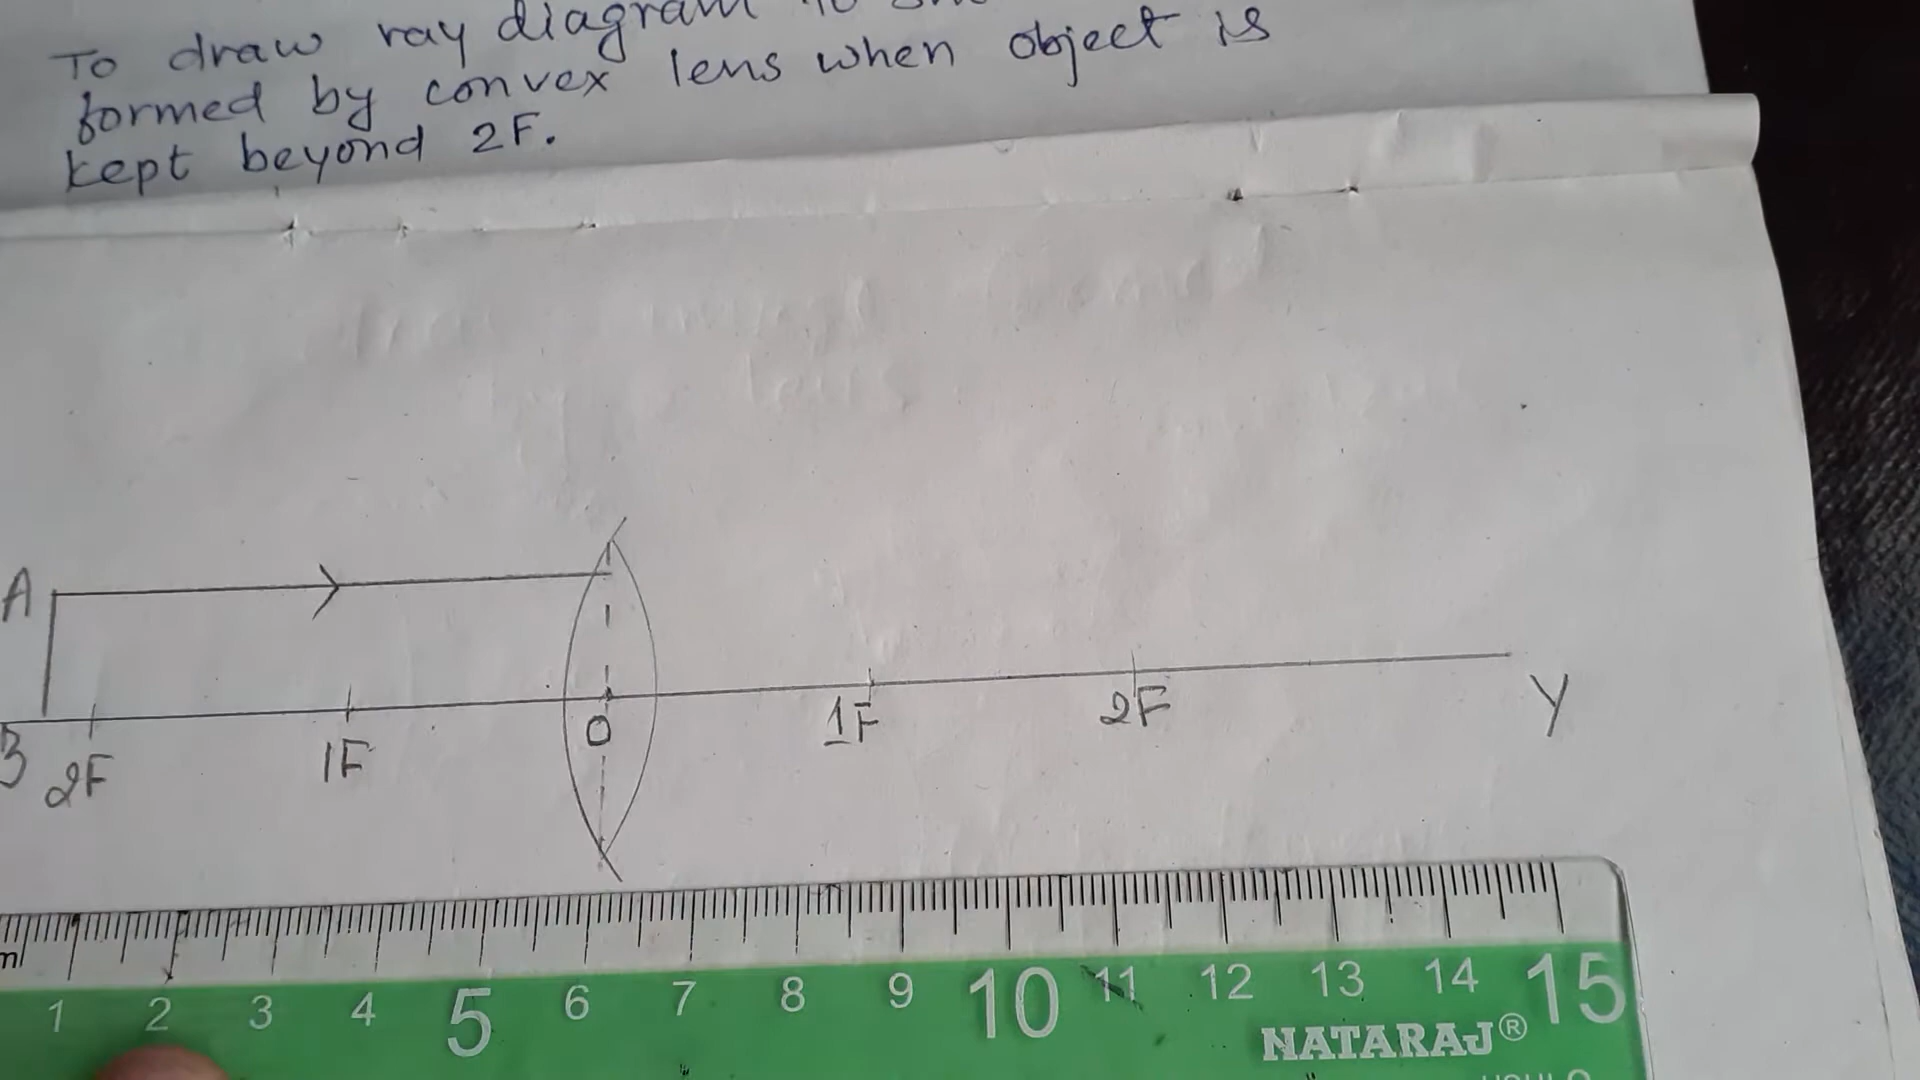 To draw ray diagram to
formed by convex lens when object is
kept beyond 2F.
A
B 2F 1F O 1F 2F Y
1 2 3 4 5 6 7 8 9 10 11 12 13 14 15
NATARAJ®